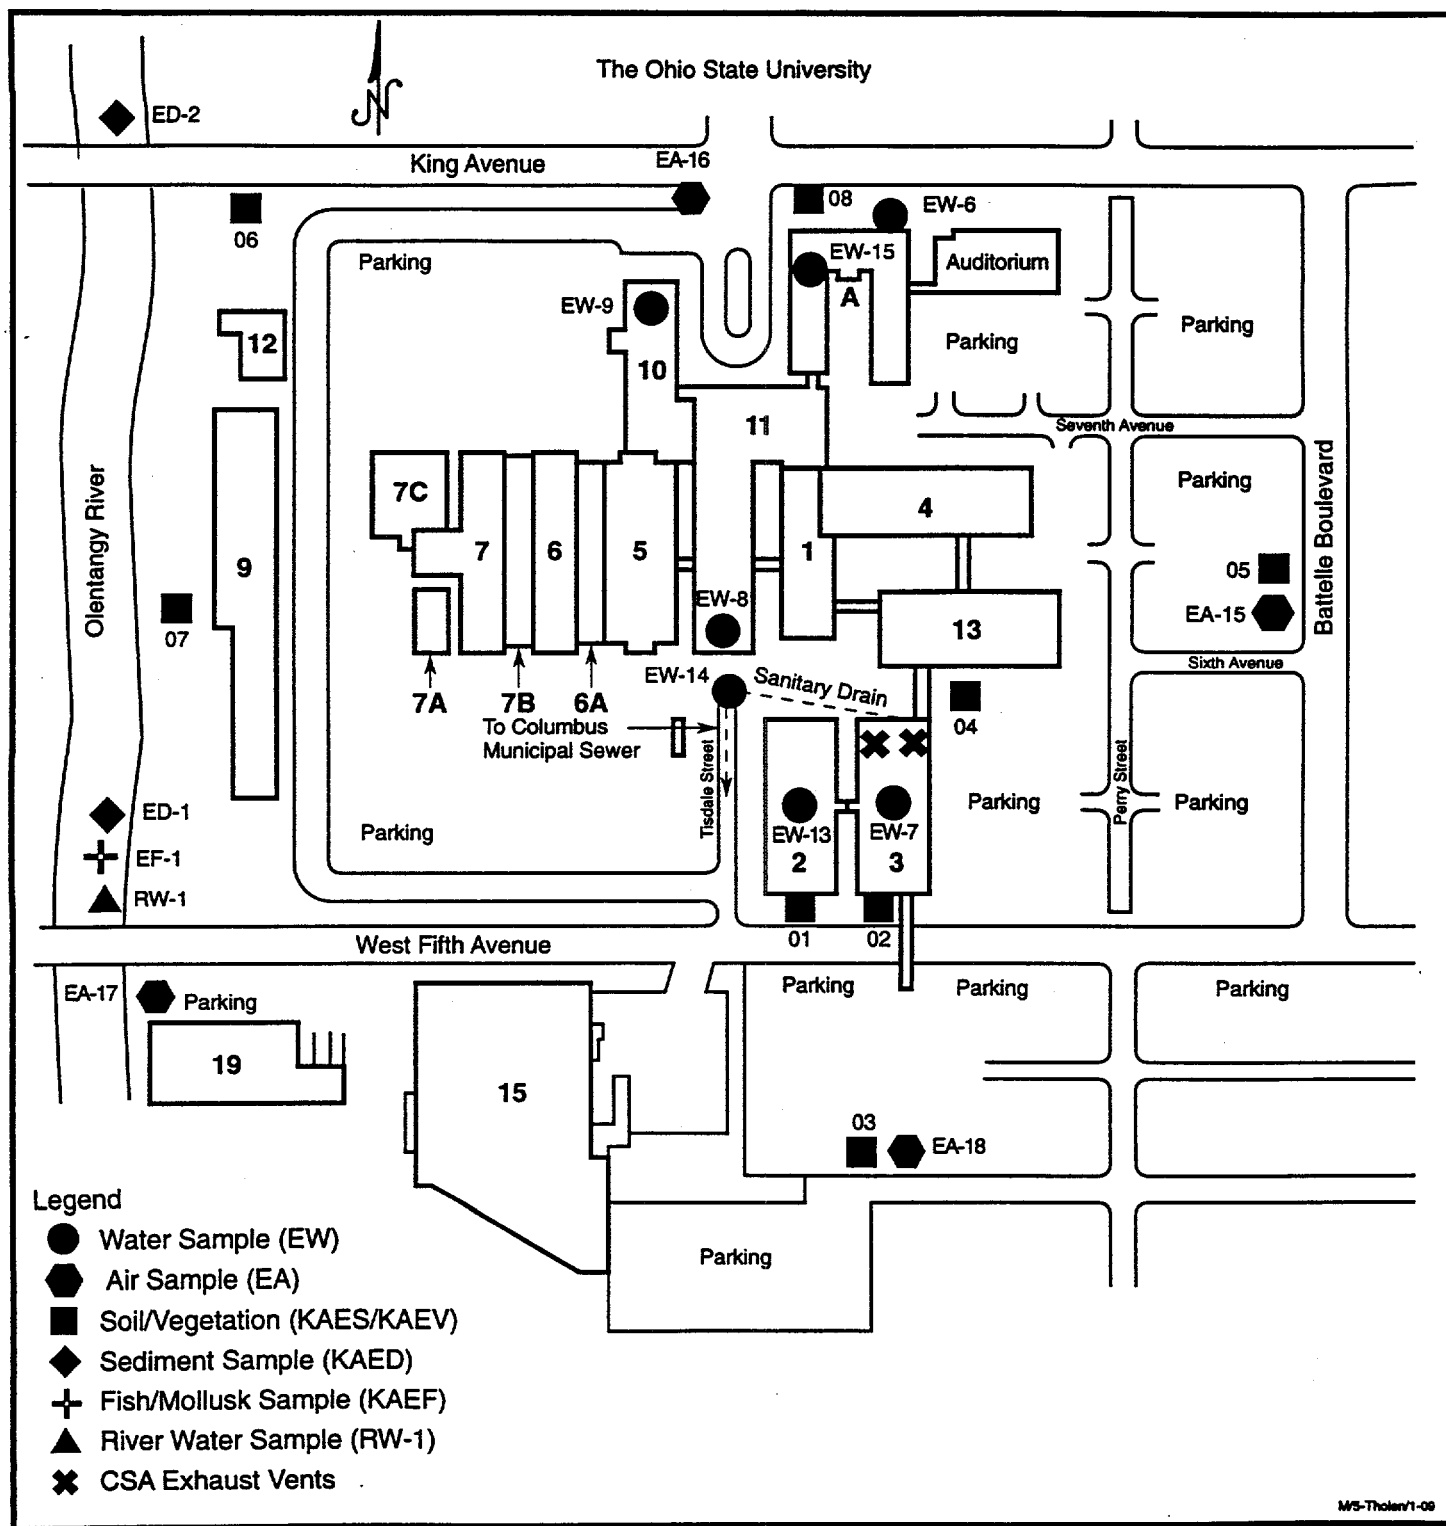 The Ohio State University
N
ED-2
King Avenue
EA-16
08
EW-6
06
Parking
EW-15
Auditorium
A
EW-9
12
Parking
Parking
10
11
Seventh Avenue
Olentangy River
Battelle Boulevard
7C
Parking
4
9
7
6
5
1
05
EW-8
EA-15
07
13
Sixth Avenue
EW-14
Sanitary Drain
7A
7B
6A
04
To Columbus
Municipal Sewer
Tisdale Street
Perry Street
ED-1
Parking
Parking
Parking
EW-13
EW-7
EF-1
2
3
RW-1
01
02
West Fifth Avenue
EA-17
Parking
Parking
Parking
Parking
19
15
03
EA-18
Legend
Parking
Water Sample (EW)
Air Sample (EA)
Soil/Vegetation (KAES/KAEV)
Sediment Sample (KAED)
Fish/Mollusk Sample (KAEF)
River Water Sample (RW-1)
CSA Exhaust Vents
M/5-Tholen/1-09